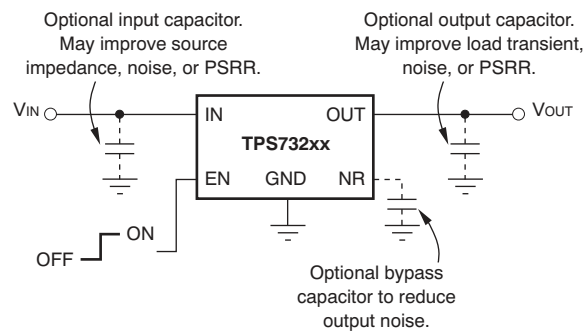 Optional input capacitor.
May improve source
impedance, noise, or PSRR.
Optional output capacitor.
May improve load transient,
noise, or PSRR.
VIN
IN
OUT
VOUT
TPS732xx
EN
GND
NR
ON
OFF
Optional bypass
capacitor to reduce
output noise.